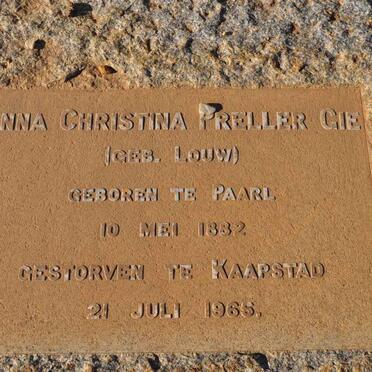 NNA CHRISTINA PRELLER GIE
(GEB. LOUW)
GEBOREN TE PAARL
10 MEI 1882
GESTORVEN TE KAAPSTAD
21 JULI 1965.